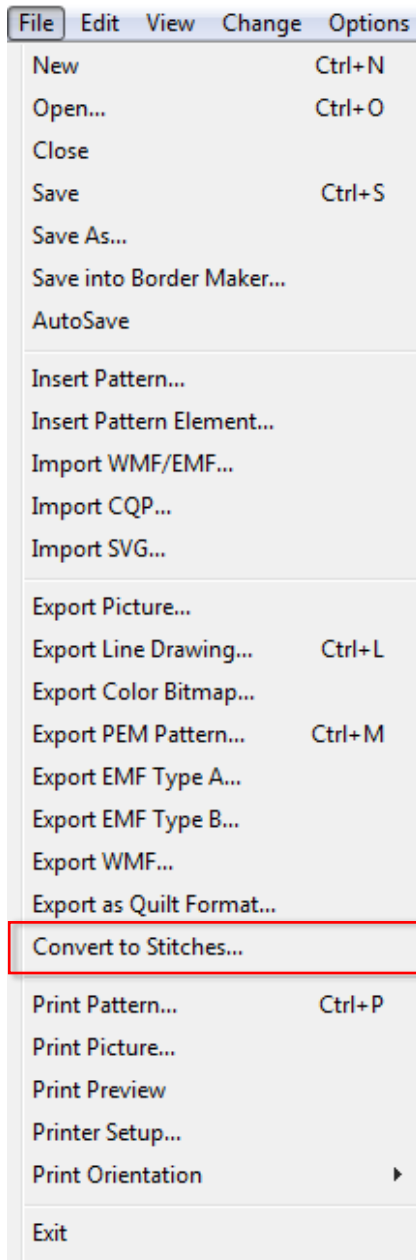 File Edit View Change Options
New Ctrl+N
Open... Ctrl+O
Close
Save Ctrl+S
Save As...
Save into Border Maker...
AutoSave
Insert Pattern...
Insert Pattern Element...
Import WMF/EMF...
Import CQP...
Import SVG...
Export Picture...
Export Line Drawing... Ctrl+L
Export Color Bitmap...
Export PEM Pattern... Ctrl+M
Export EMF Type A...
Export EMF Type B...
Export WMF...
Export as Quilt Format...
Convert to Stitches...
Print Pattern... Ctrl+P
Print Picture...
Print Preview
Printer Setup...
Print Orientation
Exit